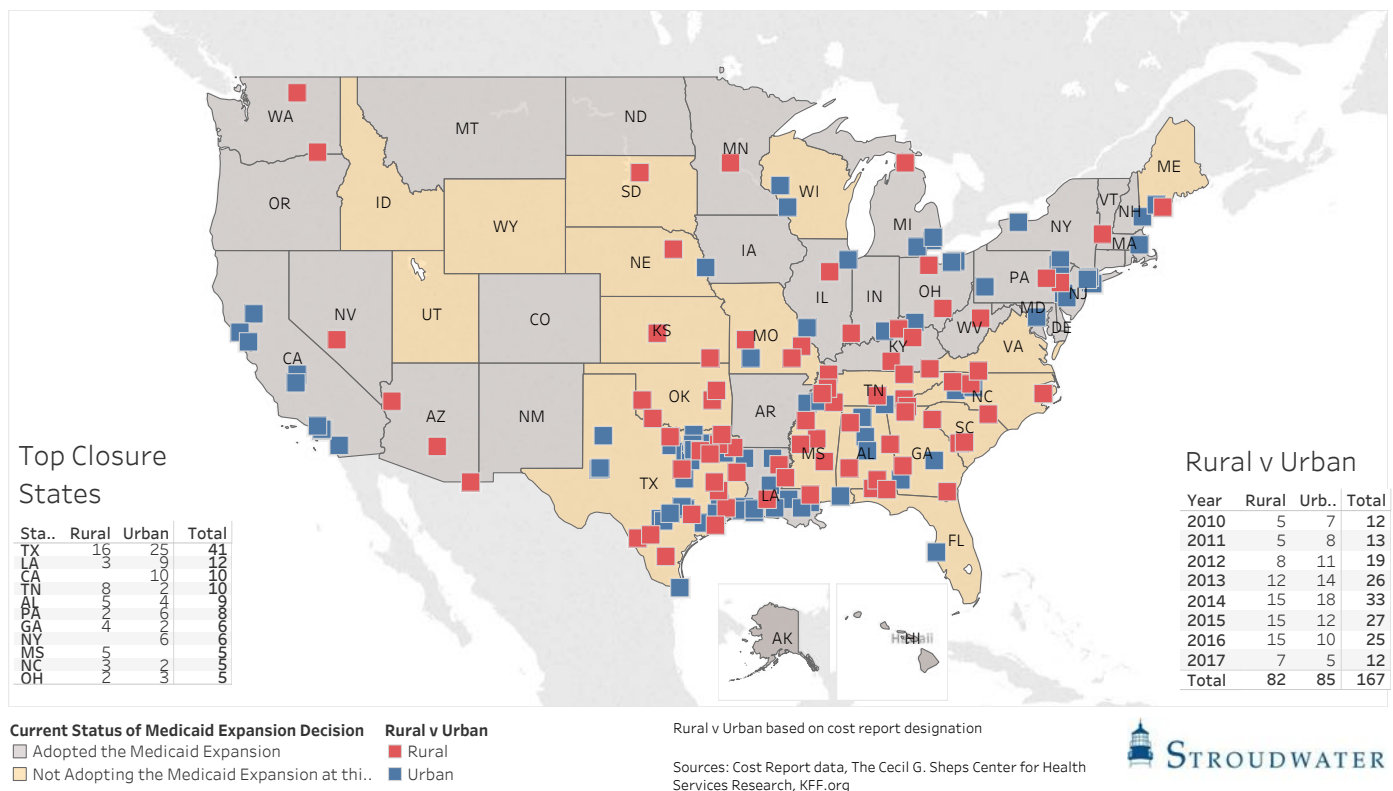 WA
MT
ND
MN
ME
OR
ID
SD
WI
VT
NH
NY
WY
MI
MA
IA
NE
PA
NV
UT
CO
IL
IN
OH
NJ
MD
WV
DE
CA
KS
MO
KY
VA
AZ
NM
OK
AR
TN
NC
SC
MS
AL
GA
TX
LA
FL
AK
HI
Top Closure
States
Sta.. Rural Urban Total
TX 16 25 41
LA 3 9 12
CA 10 10
TN 8 2 10
AL 5 4 9
PA 2 6 8
GA 4 2 6
NY 6 6
MS 5 5
NC 3 2 5
OH 2 3 5
Rural v Urban
Year Rural Urb.. Total
2010 5 7 12
2011 5 8 13
2012 8 11 19
2013 12 14 26
2014 15 18 33
2015 15 12 27
2016 15 10 25
2017 7 5 12
Total 82 85 167
Current Status of Medicaid Expansion Decision
Adopted the Medicaid Expansion
Not Adopting the Medicaid Expansion at thi..
Rural v Urban
Rural
Urban
Rural v Urban based on cost report designation
Sources: Cost Report data, The Cecil G. Sheps Center for Health
Services Research, KFF.org
STROUDWATER